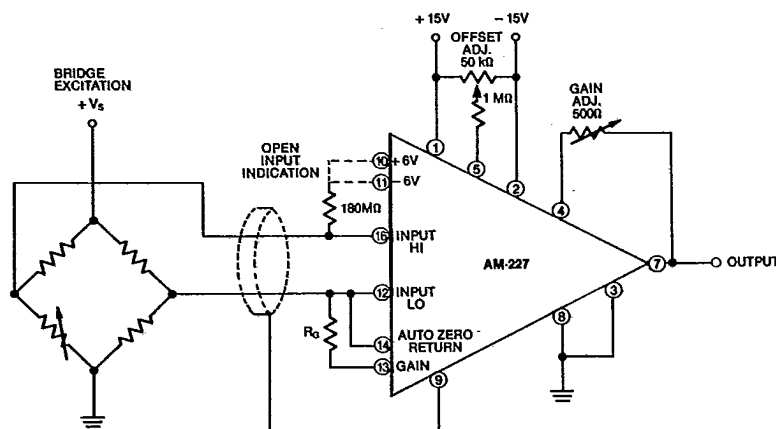 + 15V
− 15V
OFFSET
ADJ.
50 kΩ
1 MΩ
GAIN
ADJ.
500Ω
BRIDGE
EXCITATION
+ Vs
OPEN
INPUT
INDICATION
180MΩ
10 + 6V
11 − 6V
16 INPUT
HI
12 INPUT
LO
RG
14 AUTO ZERO
RETURN
13 GAIN
1
5
2
4
AM-227
7
OUTPUT
3
8
9